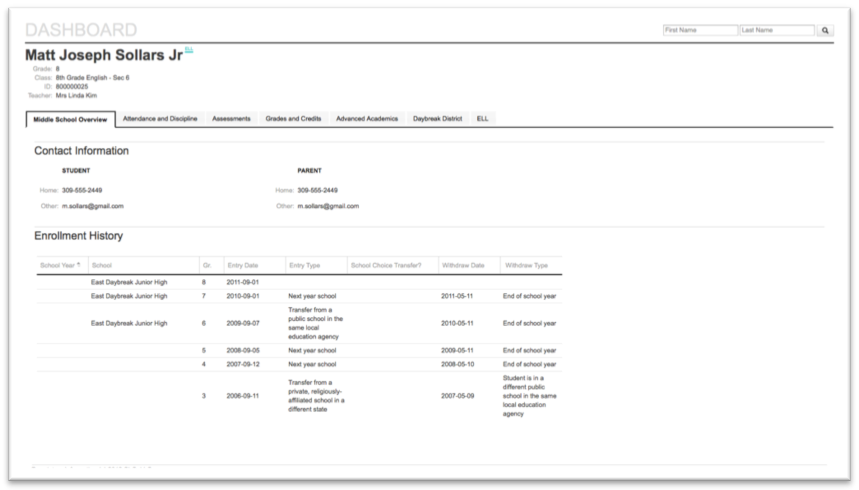 DASHBOARD
First Name Last Name
Matt Joseph Sollars Jr ELL
Grade: 8
Class: 8th Grade English - Sec 6
ID: 800000025
Teacher: Mrs Linda Kim
Middle School Overview Attendance and Discipline Assessments Grades and Credits Advanced Academics Daybreak District ELL
Contact Information
STUDENT PARENT
Home: 309-555-2449 Home: 309-555-2449
Other: m.sollars@gmail.com Other: m.sollars@gmail.com
Enrollment History
School Year School Gr. Entry Date Entry Type School Choice Transfer? Withdraw Date Withdraw Type
East Daybreak Junior High 8 2011-09-01
East Daybreak Junior High 7 2010-09-01 Next year school 2011-05-11 End of school year
Transfer from a
public school in the
East Daybreak Junior High 6 2009-09-07 same local 2010-05-11 End of school year
education agency
5 2008-09-05 Next year school 2009-05-11 End of school year
4 2007-09-12 Next year school 2008-05-10 End of school year
Student is in a
Transfer from a different public
3 2006-09-11 private, religiously- 2007-05-09 school in the same
affiliated school in a local education
different state agency